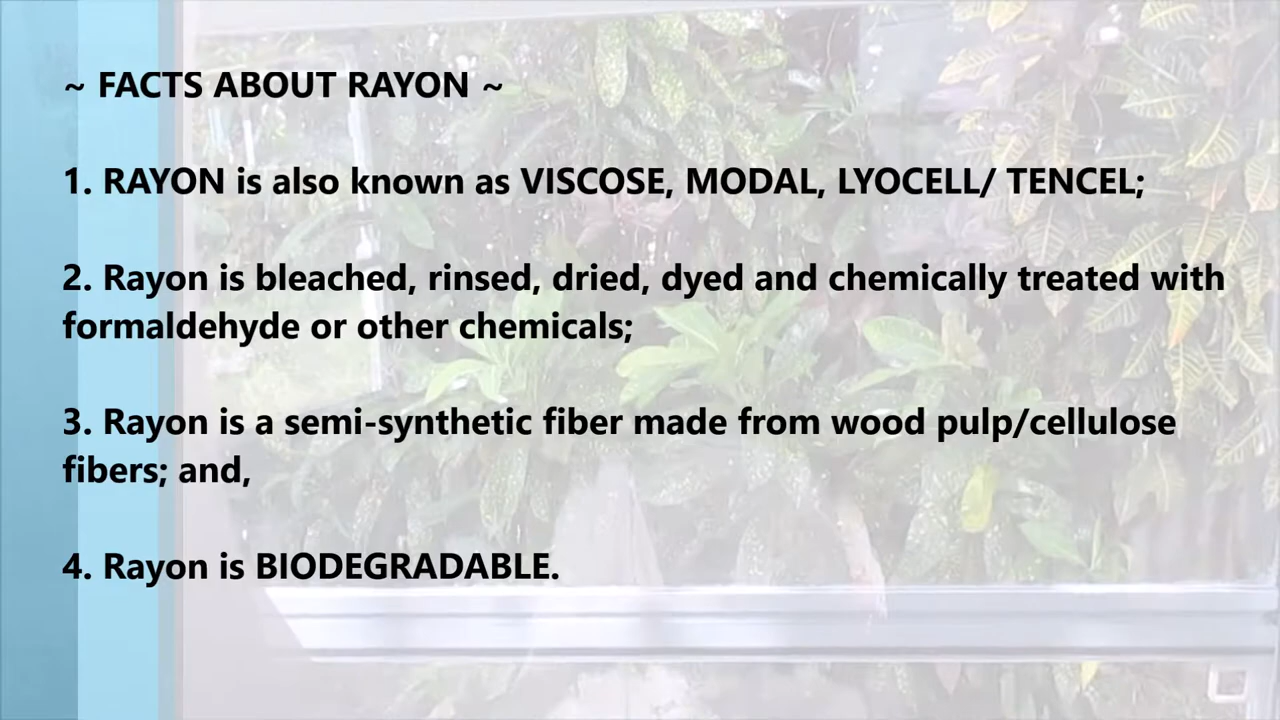 ~ FACTS ABOUT RAYON ~
1. RAYON is also known as VISCOSE, MODAL, LYOCELL/ TENCEL;
2. Rayon is bleached, rinsed, dried, dyed and chemically treated with
formaldehyde or other chemicals;
3. Rayon is a semi-synthetic fiber made from wood pulp/cellulose
fibers; and,
4. Rayon is BIODEGRADABLE.